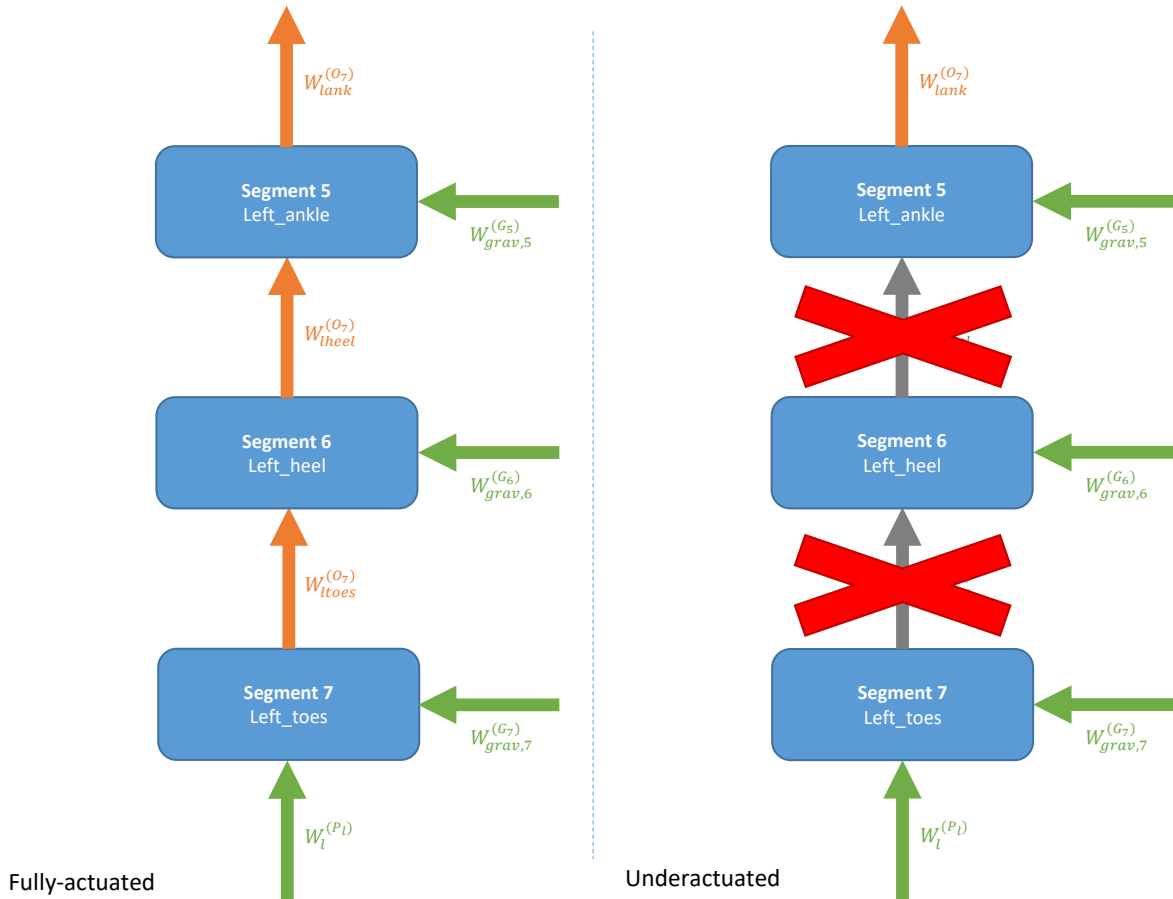 W_{lank}^{(O_7)}
Segment 5
Left_ankle
W_{grav,5}^{(G_5)}
W_{lheel}^{(O_7)}
Segment 6
Left_heel
W_{grav,6}^{(G_6)}
W_{ltoes}^{(O_7)}
Segment 7
Left_toes
W_{grav,7}^{(G_7)}
W_l^{(P_l)}
Fully-actuated
W_{lank}^{(O_7)}
Segment 5
Left_ankle
W_{grav,5}^{(G_5)}
Segment 6
Left_heel
W_{grav,6}^{(G_6)}
Segment 7
Left_toes
W_{grav,7}^{(G_7)}
W_l^{(P_l)}
Underactuated